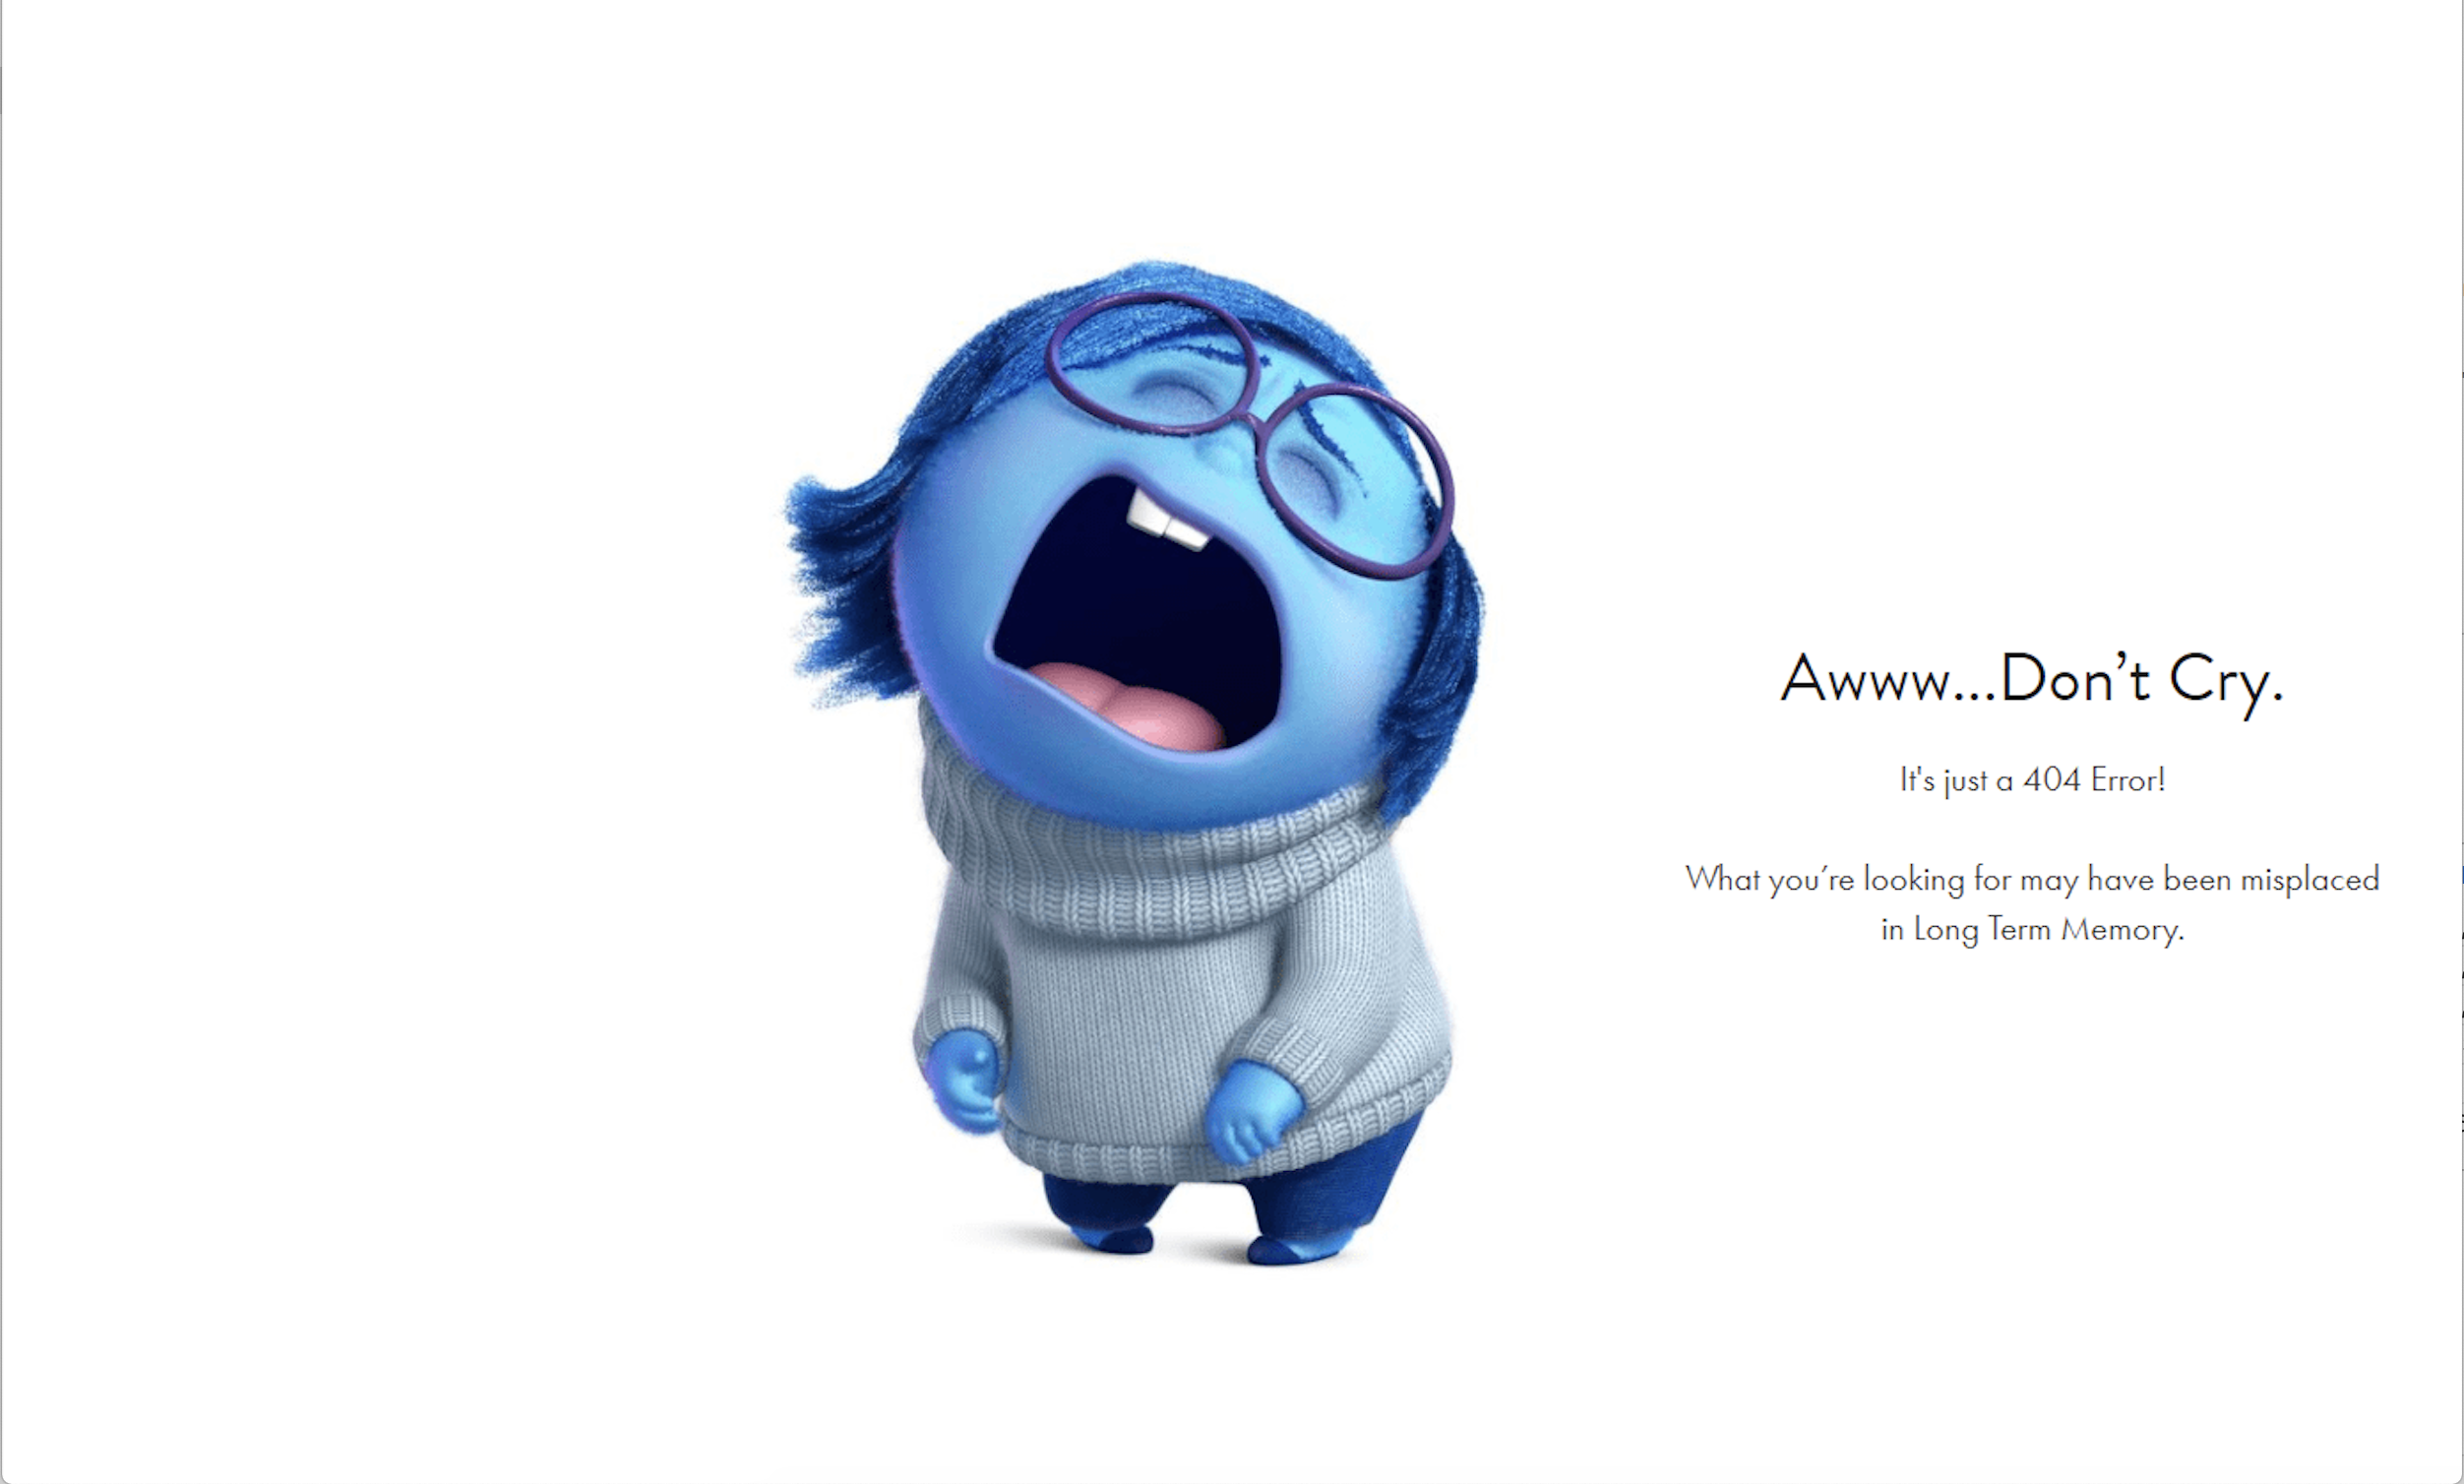 Awww...Don’t Cry.
It's just a 404 Error!
What you’re looking for may have been misplaced
in Long Term Memory.